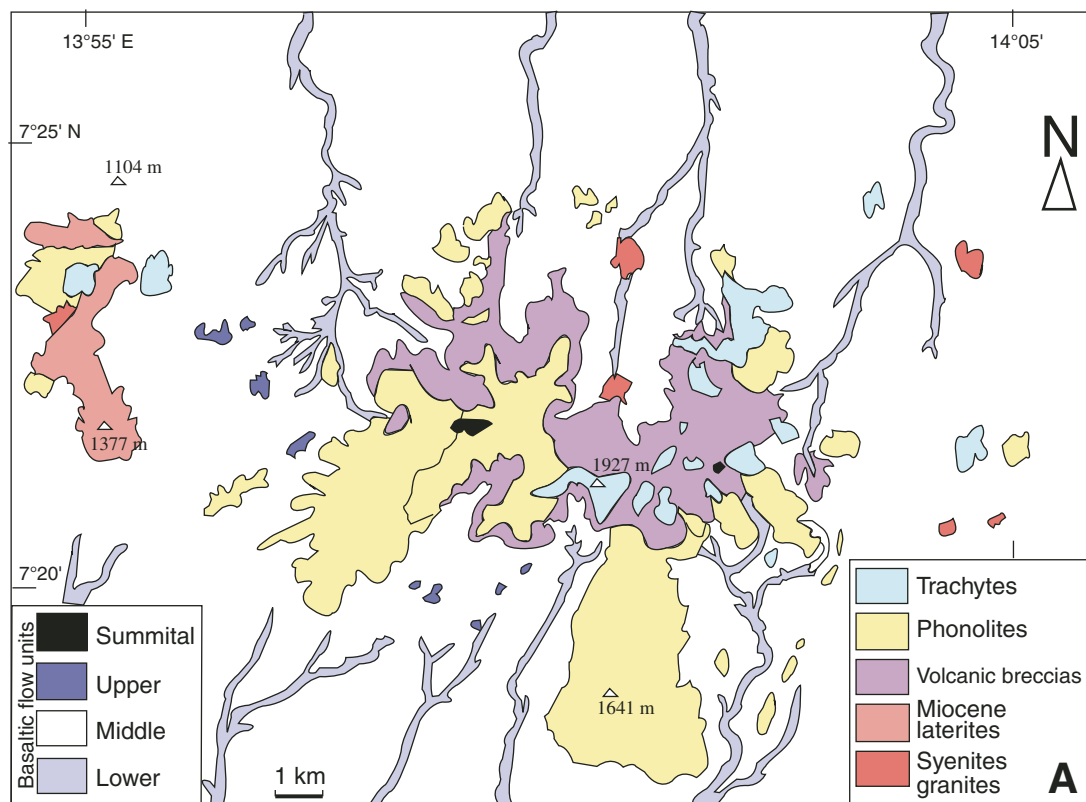 13°55' E
14°05'
7°25' N
1104 m
N
1377 m
1927 m
7°20'
1641 m
Basaltic flow units
Summital
Upper
Middle
Lower
1 km
Trachytes
Phonolites
Volcanic breccias
Miocene
laterites
Syenites
granites
A